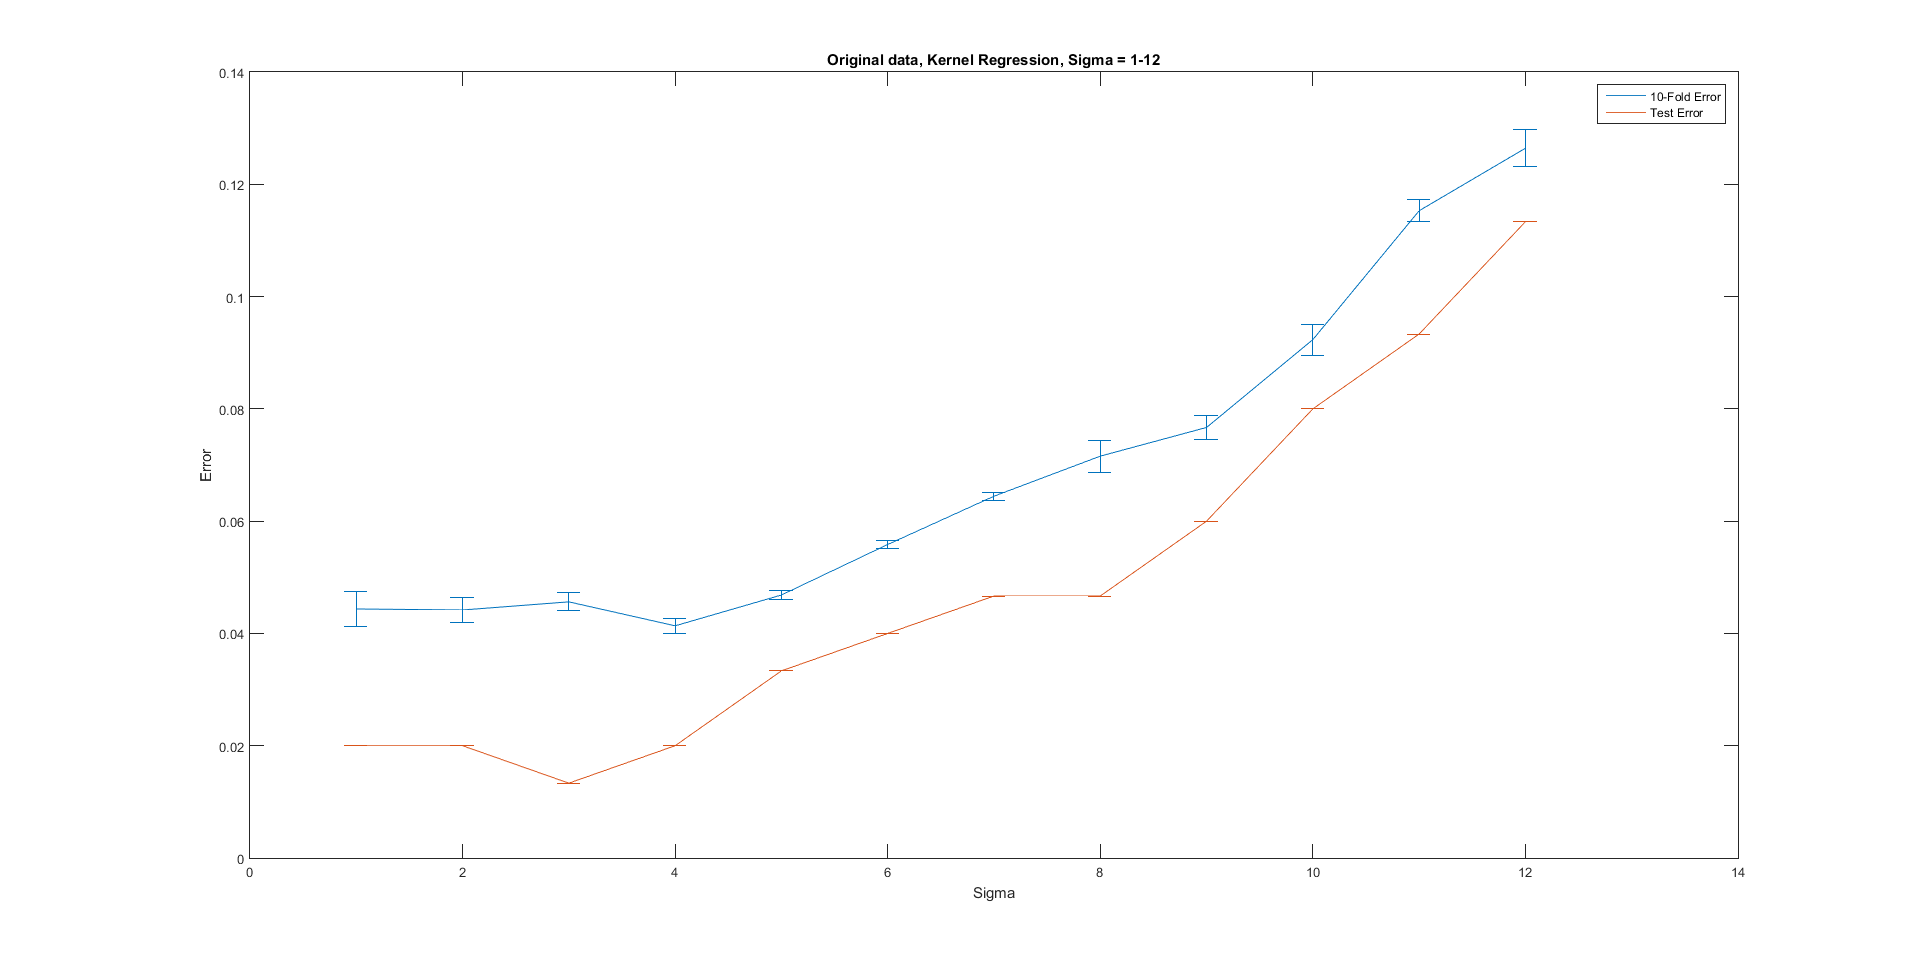 Original data, Kernel Regression, Sigma = 1-12
0.14
0.12
0.1
0.08
0.06
0.04
0.02
0
Error
10-Fold Error
Test Error
0 2 4 6 8 10 12 14
Sigma